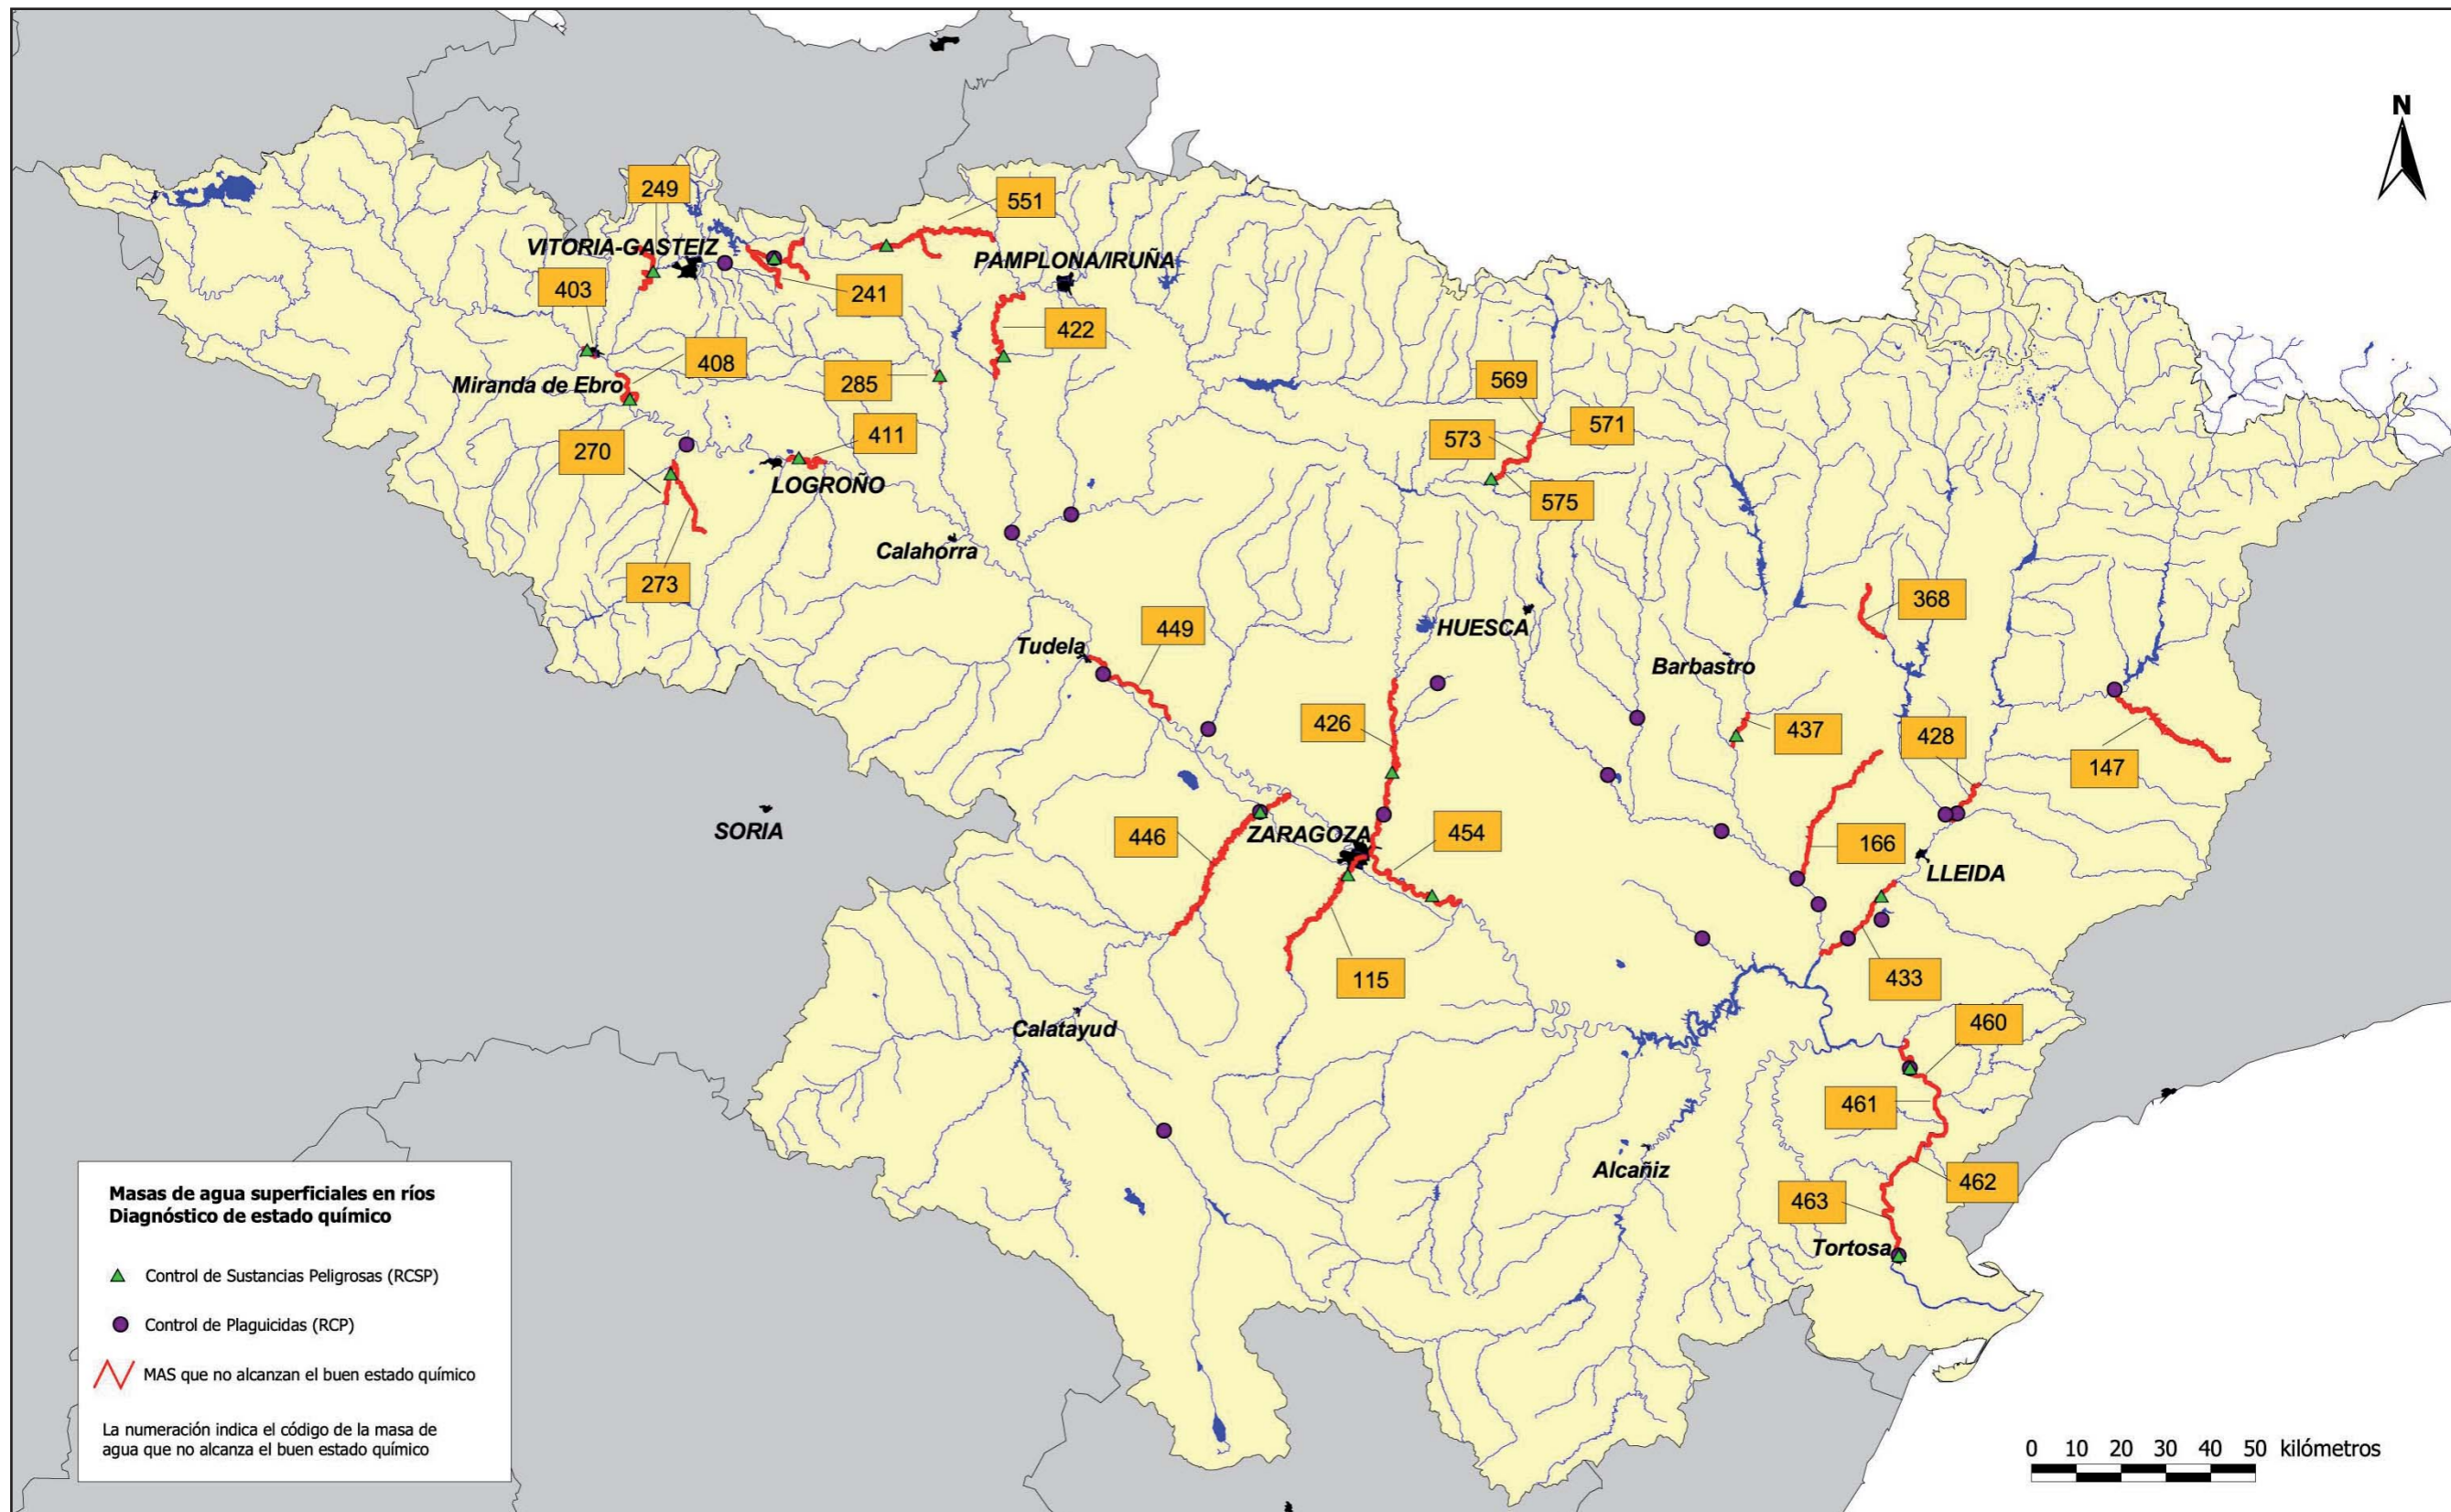 N
249
551
VITORIA-GASTEIZ
PAMPLONA/IRUÑA
403
241
422
408
Miranda de Ebro
285
569
411
573
571
270
LOGROÑO
575
Calahorra
273
368
449
HUESCA
Tudela
Barbastro
426
437
428
147
SORIA
446
ZARAGOZA
454
166
LLEIDA
115
433
Calatayud
460
461
Alcañiz
462
463
Tortosa
Masas de agua superficiales en ríos
Diagnóstico de estado químico
Control de Sustancias Peligrosas (RCSP)
Control de Plaguicidas (RCP)
MAS que no alcanzan el buen estado químico
La numeración indica el código de la masa de
agua que no alcanza el buen estado químico
0 10 20 30 40 50 kilómetros